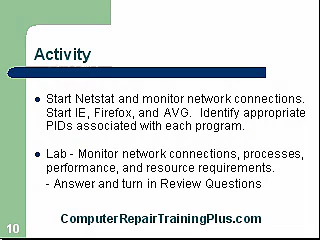 Activity
Start Netstat and monitor network connections.
Start IE, Firefox, and AVG. Identify appropriate
PIDs associated with each program.
Lab - Monitor network connections, processes,
performance, and resource requirements.
- Answer and turn in Review Questions
ComputerRepairTrainingPlus.com
10